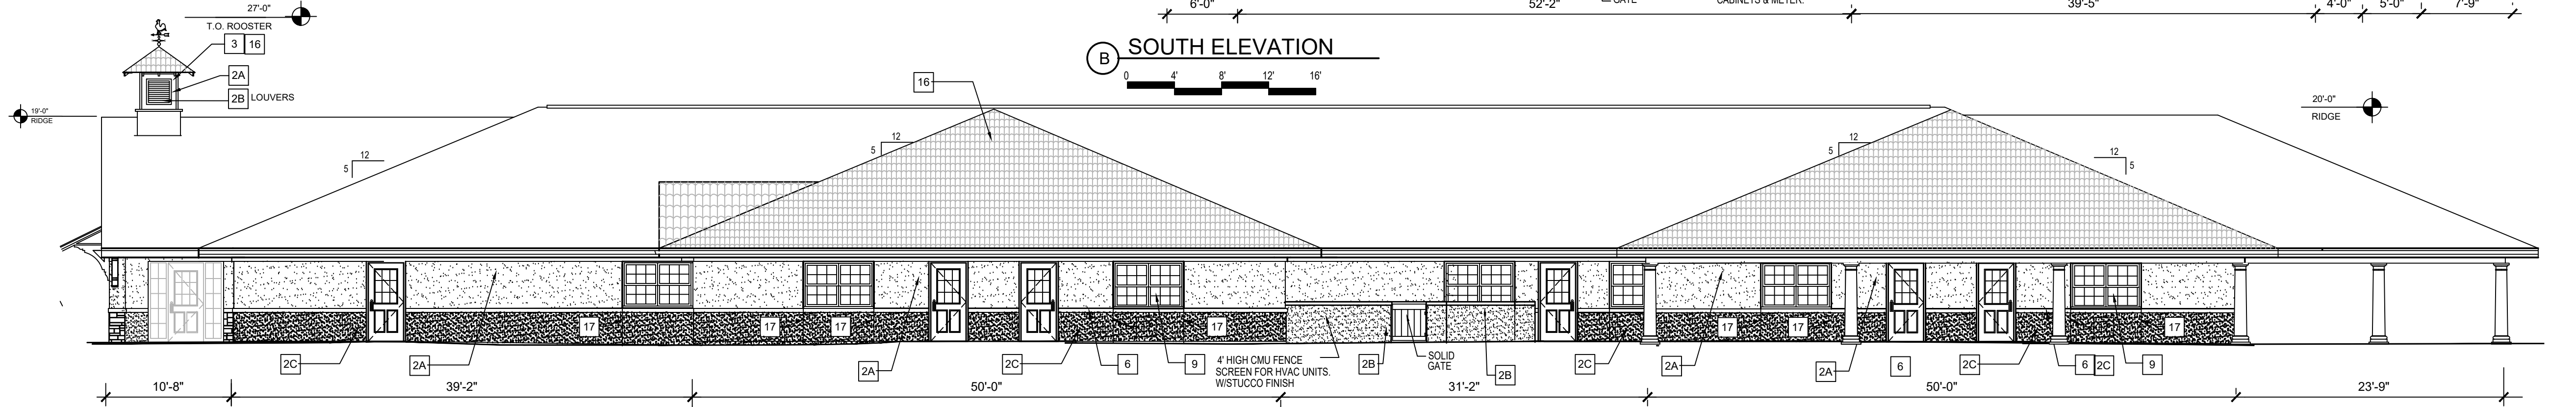 6'-0"
52'-2"
GATE
CABINETS & METER.
39'-5"
4'-0"
5'-0"
7'-9"
27'-0"
T.O. ROOSTER
3 16
2A
2B LOUVERS
B SOUTH ELEVATION
0 4' 8' 12' 16'
16
19'-0"
RIDGE
20'-0"
RIDGE
12
5
12
5
12
5
12
5
17
17
17
17
17
17
17
2C
2A
2A
2C
6
9
4' HIGH CMU FENCE
SCREEN FOR HVAC UNITS.
W/STUCCO FINISH
2B
SOLID
GATE
2B
2C
2A
2A
6
2C
6 2C
9
10'-8"
39'-2"
50'-0"
31'-2"
50'-0"
23'-9"